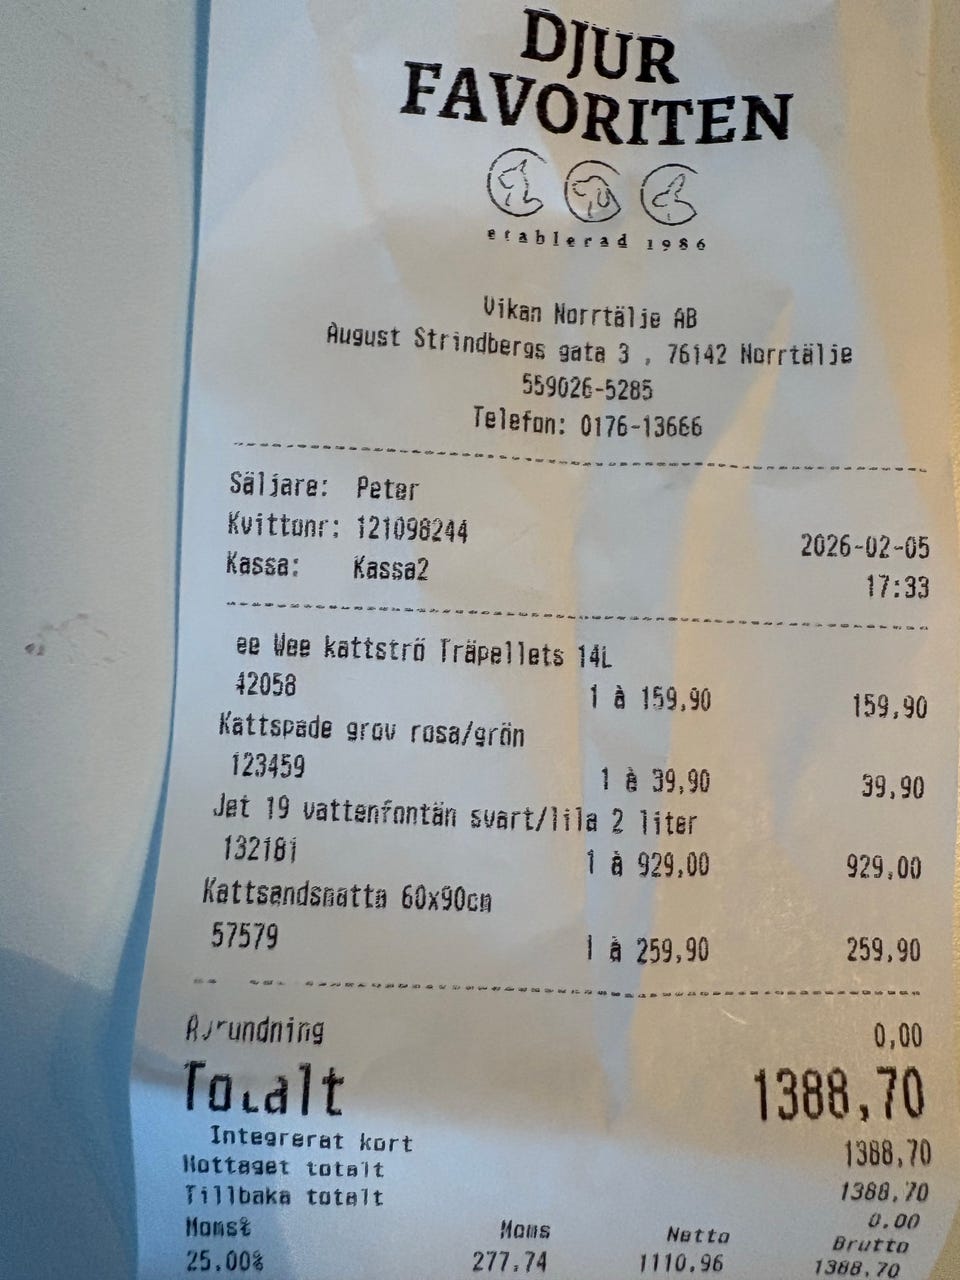 DJUR
FAVORITEN
etablerad 1986
Vikan Norrtälje AB
August Strindbergs gata 3 , 76142 Norrtälje
559026-5285
Telefon: 0176-13666
Säljare: Peter
Kvittonr: 121098244 2026-02-05
Kassa: Kassa2 17:33
ee Wee kattströ Träpellets 14L
42058 1 à 159,90 159,90
Kattspade grov rosa/grön
123459 1 à 39,90 39,90
Jet 19 vattenfontän svart/lila 2 liter
132181 1 à 929,00 929,00
Kattsandsmatta 60x90cm
57579 1 à 259,90 259,90
Avrundning 0,00
Totalt 1388,70
Integrerat kort 1388,70
Mottaget totalt 1388,70
Tillbaka totalt 0.00
Moms% Moms Netto Brutto
25.00% 277.74 1110.96 1388.70